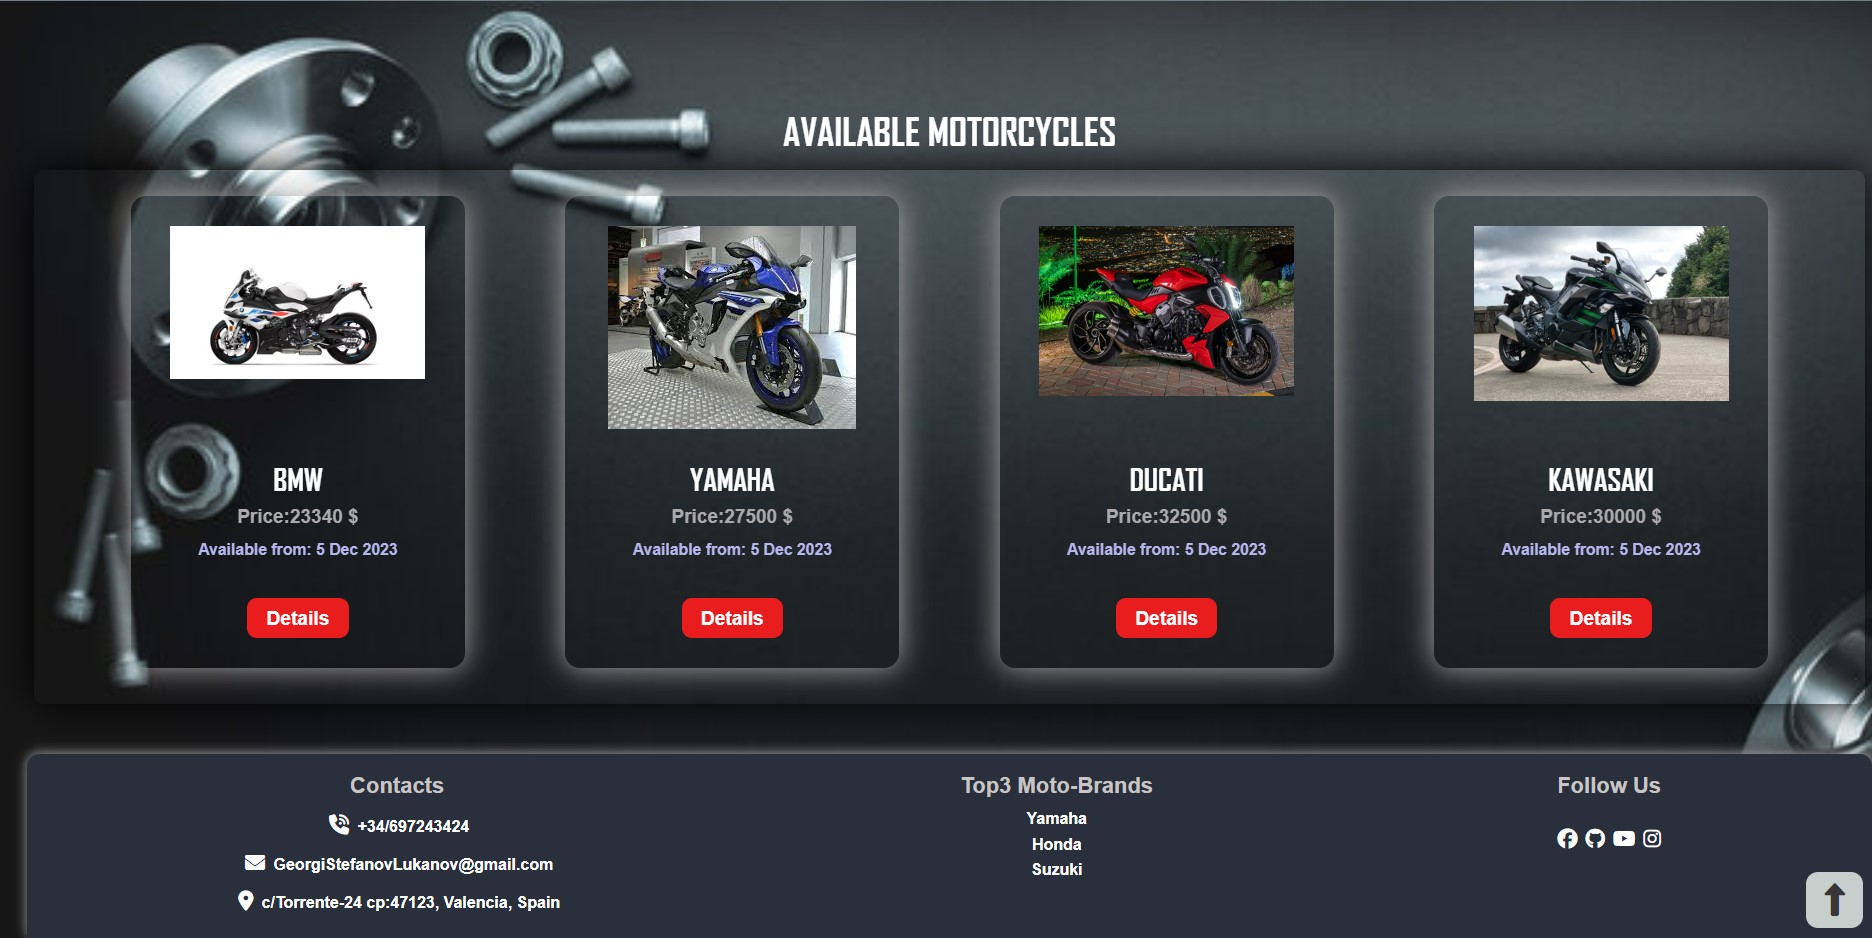 AVAILABLE MOTORCYCLES
BMW
Price:23340 $
Available from: 5 Dec 2023
Details
YAMAHA
Price:27500 $
Available from: 5 Dec 2023
Details
DUCATI
Price:32500 $
Available from: 5 Dec 2023
Details
KAWASAKI
Price:30000 $
Available from: 5 Dec 2023
Details
Contacts
+34/697243424
GeorgiStefanovLukanov@gmail.com
c/Torrente-24 cp:47123, Valencia, Spain
Top3 Moto-Brands
Yamaha
Honda
Suzuki
Follow Us